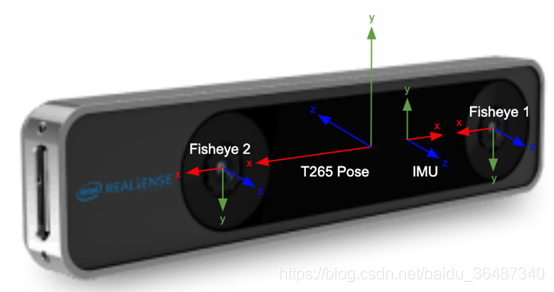 y
z
y
Fisheye 1
x
x
z
z
y
Fisheye 2
x
T265 Pose
IMU
z
y
intel REALSENSE
https://blog.csdn.net/baidu_36487340